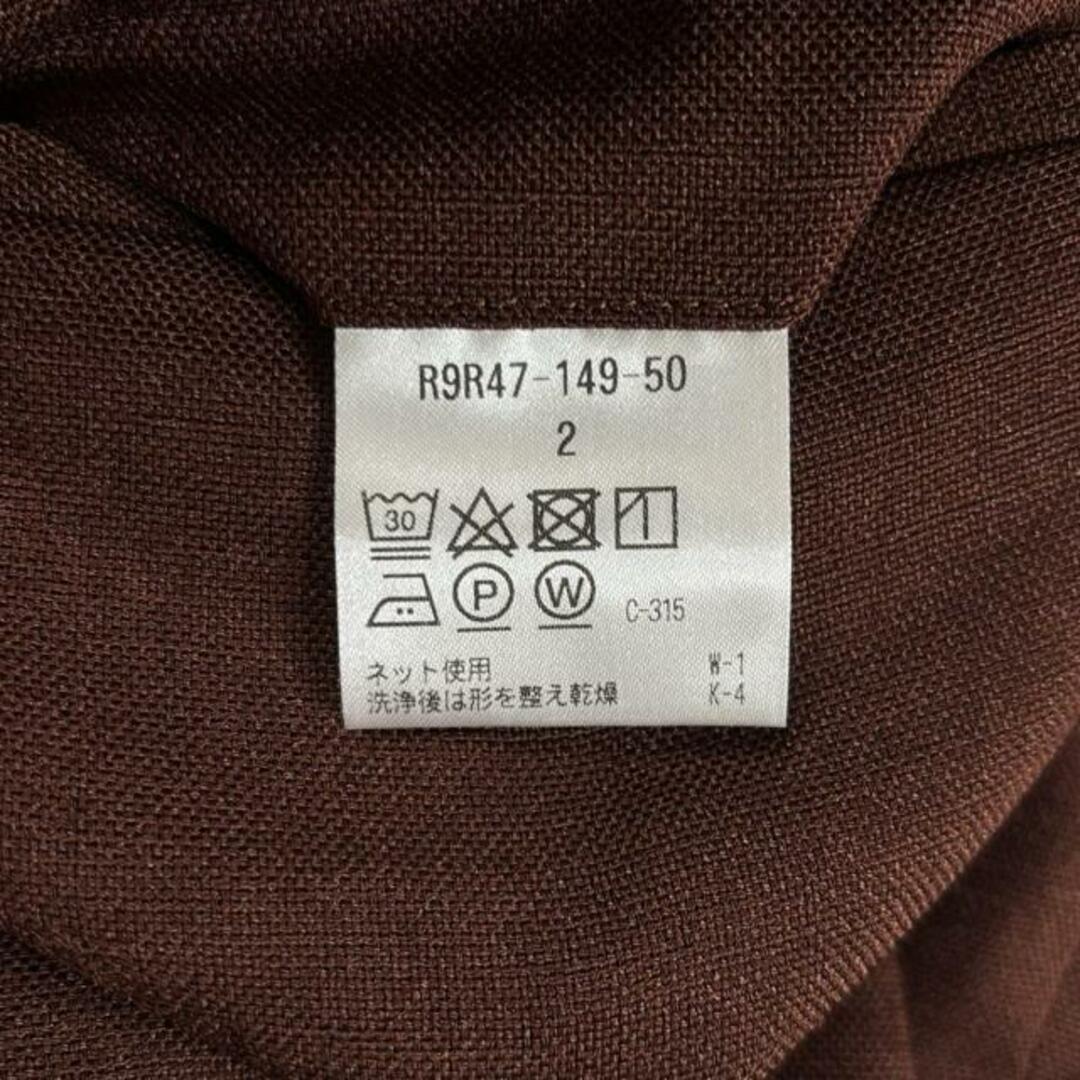 R9R47-149-50
2
30
P W C-315
ネット使用 W-1
洗浄後は形を整え乾燥 K-4